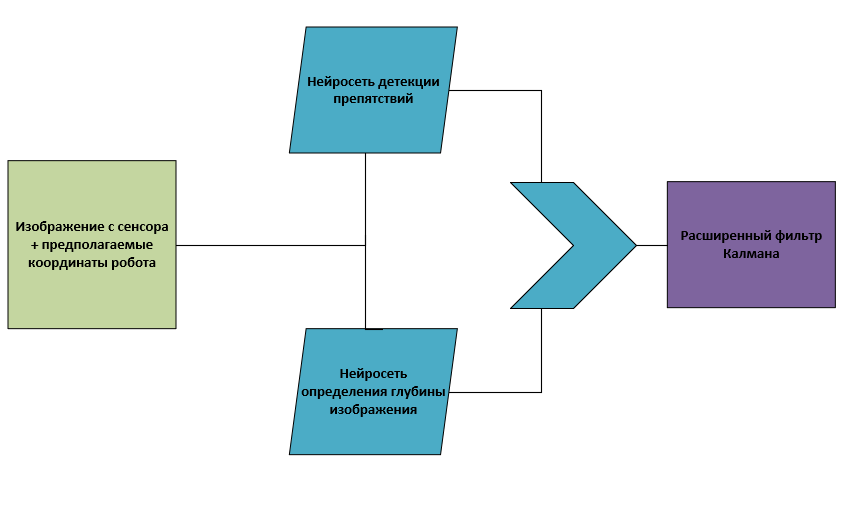 Нейросеть детекции
препятствий
Изображение с сенсора
+ предполагаемые
координаты робота
Расширенный фильтр
Калмана
Нейросеть
определения глубины
изображения